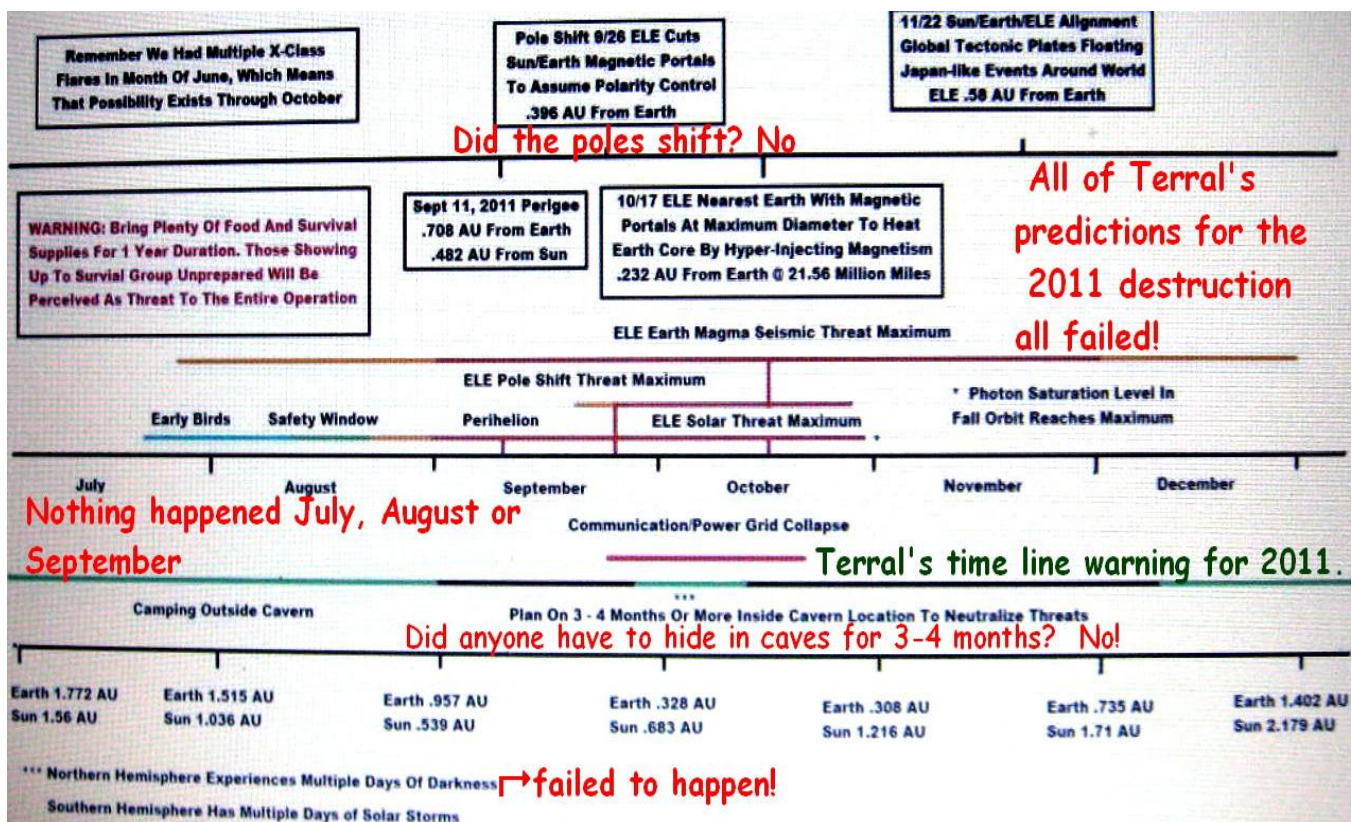 Remember We Had Multiple X-Class
Flares In Month Of June, Which Means
That Possibility Exists Through October
Pole Shift 9/26 ELE Cuts
Sun/Earth Magnetic Portals
To Assume Polarity Control
.396 AU From Earth
11/22 Sun/Earth/ELE Alignment
Global Tectonic Plates Floating
Japan-like Events Around World
ELE .58 AU From Earth
Did the poles shift? No
WARNING: Bring Plenty Of Food And Survival
Supplies For 1 Year Duration. Those Showing
Up To Survial Group Unprepared Will Be
Perceived As Threat To The Entire Operation
Sept 11, 2011 Perigee
.708 AU From Earth
.482 AU From Sun
10/17 ELE Nearest Earth With Magnetic
Portals At Maximum Diameter To Heat
Earth Core By Hyper-Injecting Magnetism
.232 AU From Earth @ 21.56 Million Miles
All of Terral's
predictions for the
2011 destruction
all failed!
ELE Earth Magma Seismic Threat Maximum
ELE Pole Shift Threat Maximum
* Photon Saturation Level In
Fall Orbit Reaches Maximum
Early Birds
Safety Window
Perihelion
ELE Solar Threat Maximum
*
July
August
September
October
November
December
Nothing happened July, August or
September
Communication/Power Grid Collapse
Terral's time line warning for 2011.
***
Camping Outside Cavern
Plan On 3 - 4 Months Or More Inside Cavern Location To Neutralize Threats
Did anyone have to hide in caves for 3-4 months? No!
Earth 1.772 AU
Sun 1.56 AU
Earth 1.515 AU
Sun 1.036 AU
Earth .957 AU
Sun .539 AU
Earth .328 AU
Sun .683 AU
Earth .308 AU
Sun 1.216 AU
Earth .735 AU
Sun 1.71 AU
Earth 1.402 AU
Sun 2.179 AU
*** Northern Hemisphere Experiences Multiple Days Of Darkness
failed to happen!
Southern Hemisphere Has Multiple Days of Solar Storms